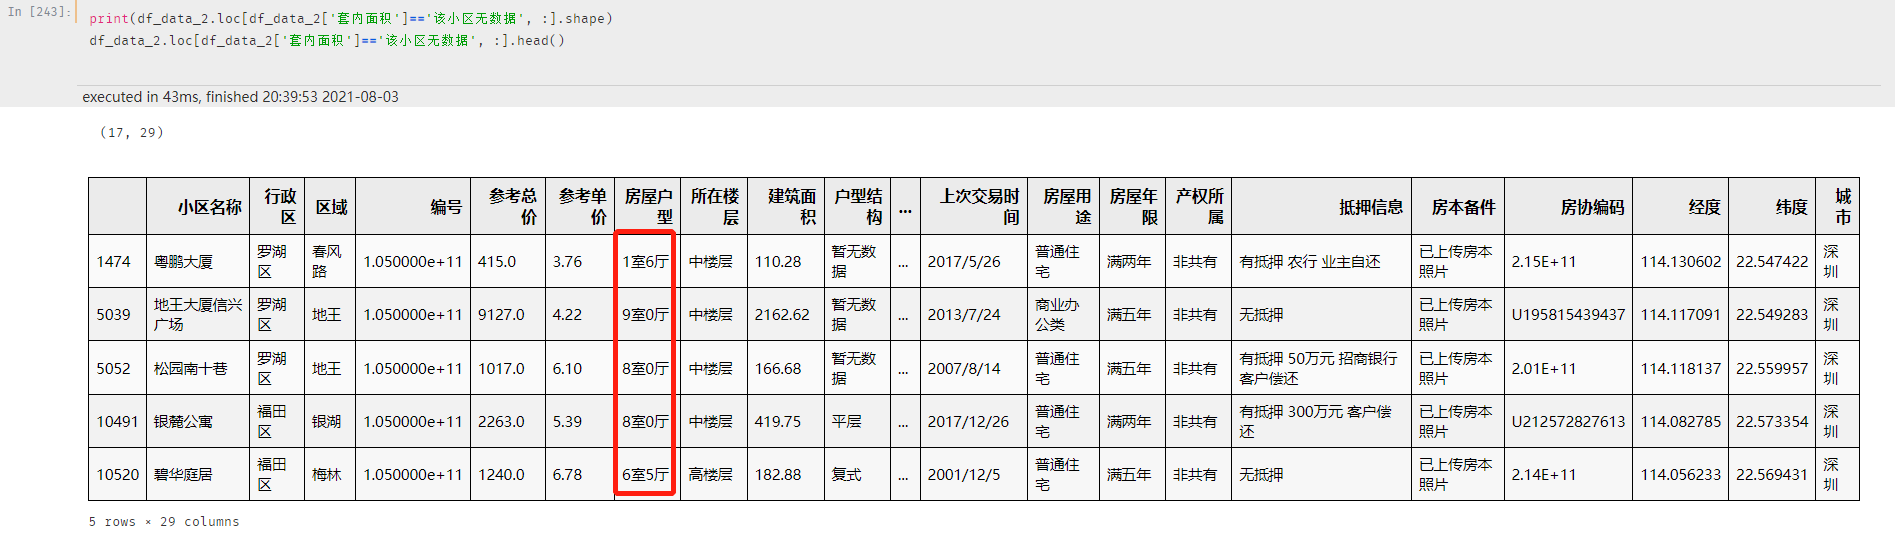 In [243]:
print(df_data_2.loc[df_data_2['套内面积']=='该小区无数据', :].shape)
df_data_2.loc[df_data_2['套内面积']=='该小区无数据', :].head()
executed in 43ms, finished 20:39:53 2021-08-03
(17, 29)
小区名称 行政区 区域 编号 参考总价 参考单价 房屋户型 所在楼层 建筑面积 户型结构 ... 上次交易时间 房屋用途 房屋年限 产权所属 抵押信息 房本备件 房协编码 经度 纬度 城市
1474 粤鹏大厦 罗湖区 春风路 1.050000e+11 415.0 3.76 1室6厅 中楼层 110.28 暂无数据 ... 2017/5/26 普通住宅 满两年 非共有 有抵押 农行 业主自还 已上传房本照片 2.15E+11 114.130602 22.547422 深圳
5039 地王大厦信兴广场 罗湖区 地王 1.050000e+11 9127.0 4.22 9室0厅 中楼层 2162.62 暂无数据 ... 2013/7/24 商业办公类 满五年 非共有 无抵押 已上传房本照片 U195815439437 114.117091 22.549283 深圳
5052 松园南十巷 罗湖区 地王 1.050000e+11 1017.0 6.10 8室0厅 中楼层 166.68 暂无数据 ... 2007/8/14 普通住宅 满五年 非共有 有抵押 50万元 招商银行 客户偿还 已上传房本照片 2.01E+11 114.118137 22.559957 深圳
10491 银麓公寓 福田区 银湖 1.050000e+11 2263.0 5.39 8室0厅 中楼层 419.75 平层 ... 2017/12/26 普通住宅 满两年 非共有 有抵押 300万元 客户偿还 已上传房本照片 U212572827613 114.082785 22.573354 深圳
10520 碧华庭居 福田区 梅林 1.050000e+11 1240.0 6.78 6室5厅 高楼层 182.88 复式 ... 2001/12/5 普通住宅 满五年 非共有 无抵押 已上传房本照片 2.14E+11 114.056233 22.569431 深圳
5 rows × 29 columns